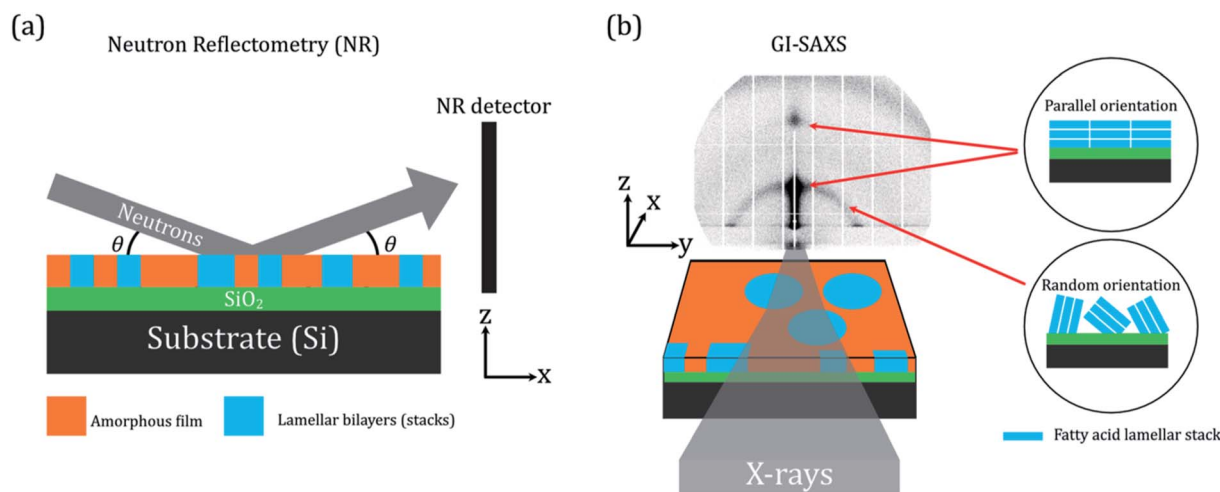 (a)
Neutron Reflectometry (NR)
NR detector
Neutrons
θ
θ
SiO₂
Substrate (Si)
z
x
Amorphous film
Lamellar bilayers (stacks)
(b)
GI-SAXS
z
x
y
Parallel orientation
Random orientation
Fatty acid lamellar stack
X-rays